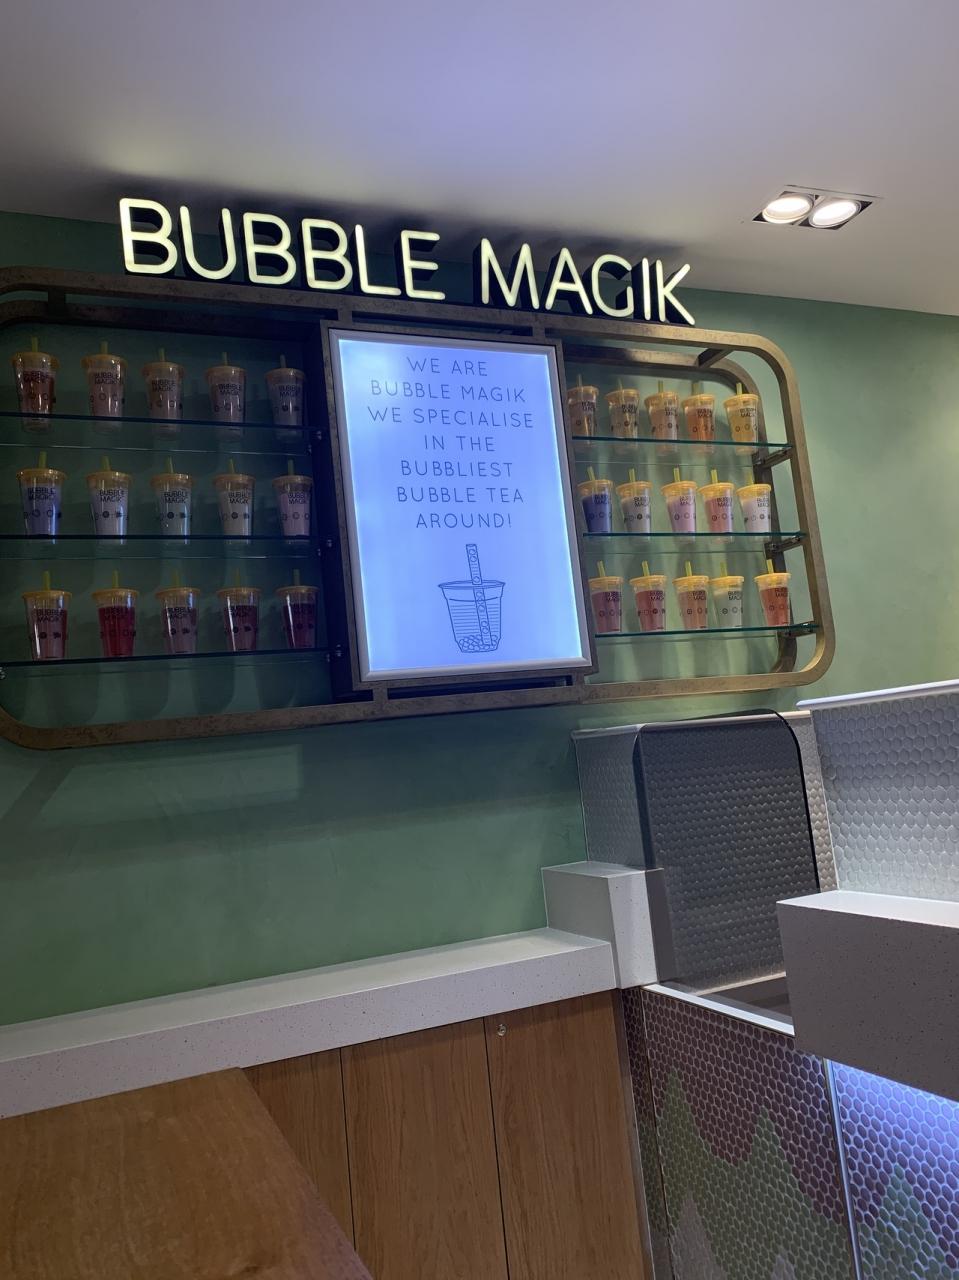 BUBBLE MAGIK
WE ARE
BUBBLE MAGIK
WE SPECIALISE
IN THE
BUBBLIEST
BUBBLE TEA
AROUND!